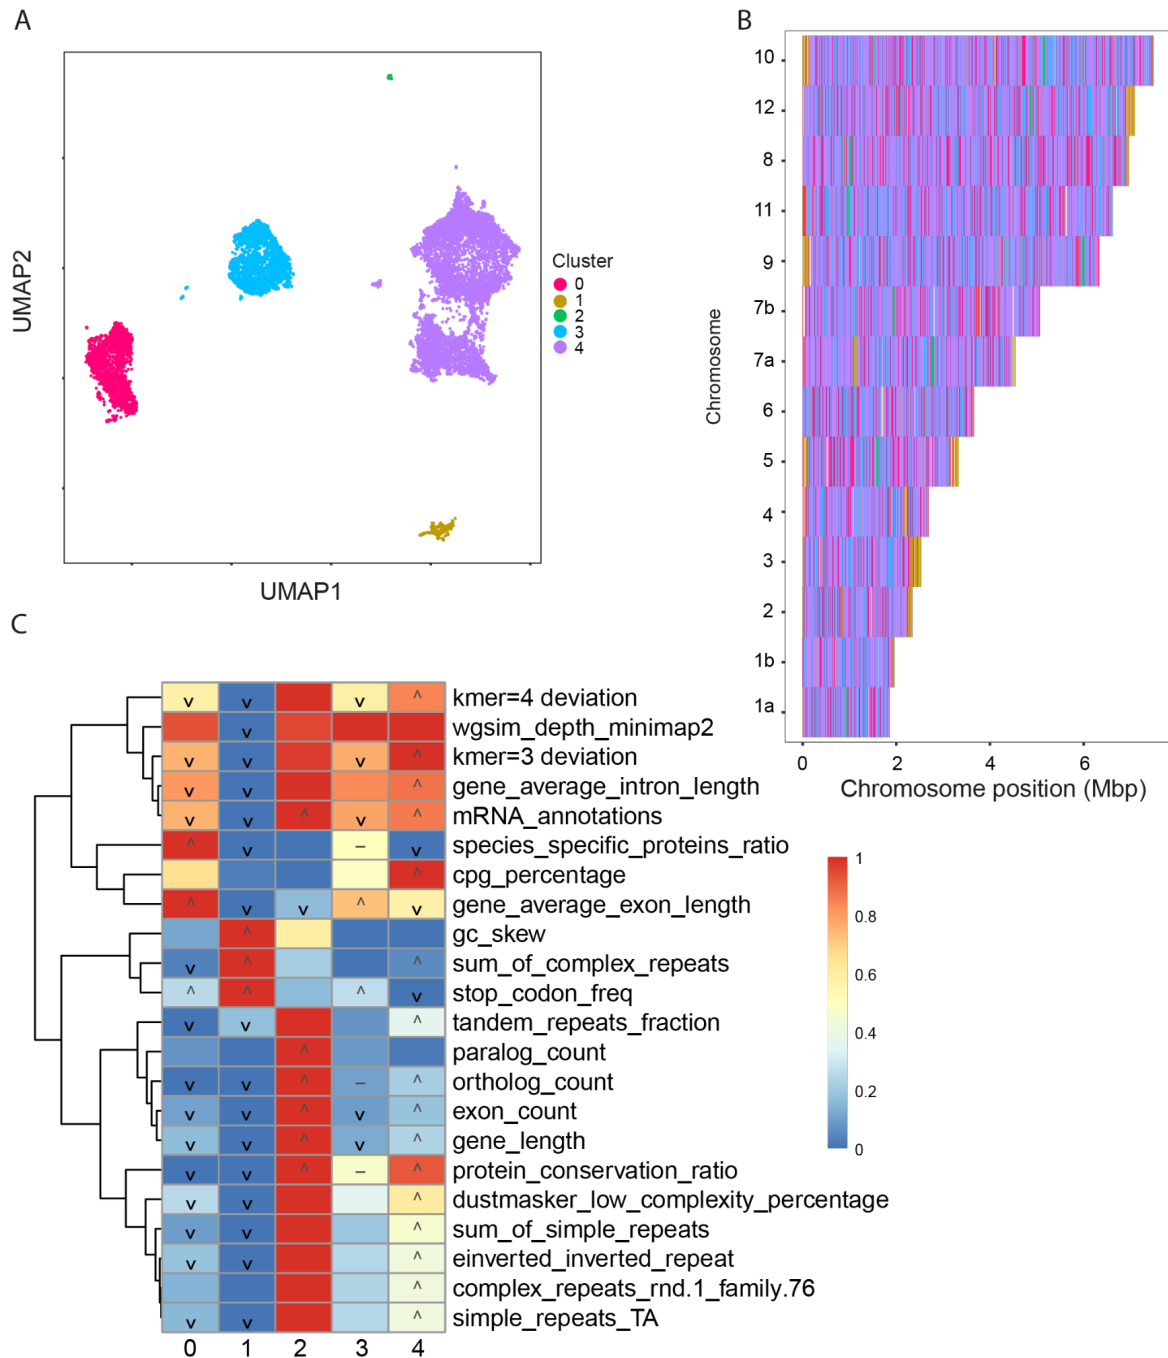 A
UMAP2
UMAP1
Cluster
0
1
2
3
4
B
Chromosome
10
12
8
11
9
7b
7a
6
5
4
3
2
1b
1a
0 2 4 6
Chromosome position (Mbp)
C
v v v ^ kmer=4 deviation
v wgsim_depth_minimap2
v v v ^ kmer=3 deviation
v v ^ gene_average_intron_length
v v ^ v ^ mRNA_annotations
^ v – v species_specific_proteins_ratio
^ cpg_percentage
^ v v ^ v gene_average_exon_length
^ gc_skew
v ^ ^ sum_of_complex_repeats
^ ^ ^ v stop_codon_freq
v v ^ tandem_repeats_fraction
^ paralog_count
v v ^ – ^ ortholog_count
v v ^ v ^ exon_count
v v ^ v ^ gene_length
v v ^ – ^ protein_conservation_ratio
v v ^ dustmasker_low_complexity_percentage
v v ^ sum_of_simple_repeats
v v ^ einverted_inverted_repeat
^ complex_repeats_rnd.1_family.76
v v ^ simple_repeats_TA
0 1 2 3 4
1
0.8
0.6
0.4
0.2
0